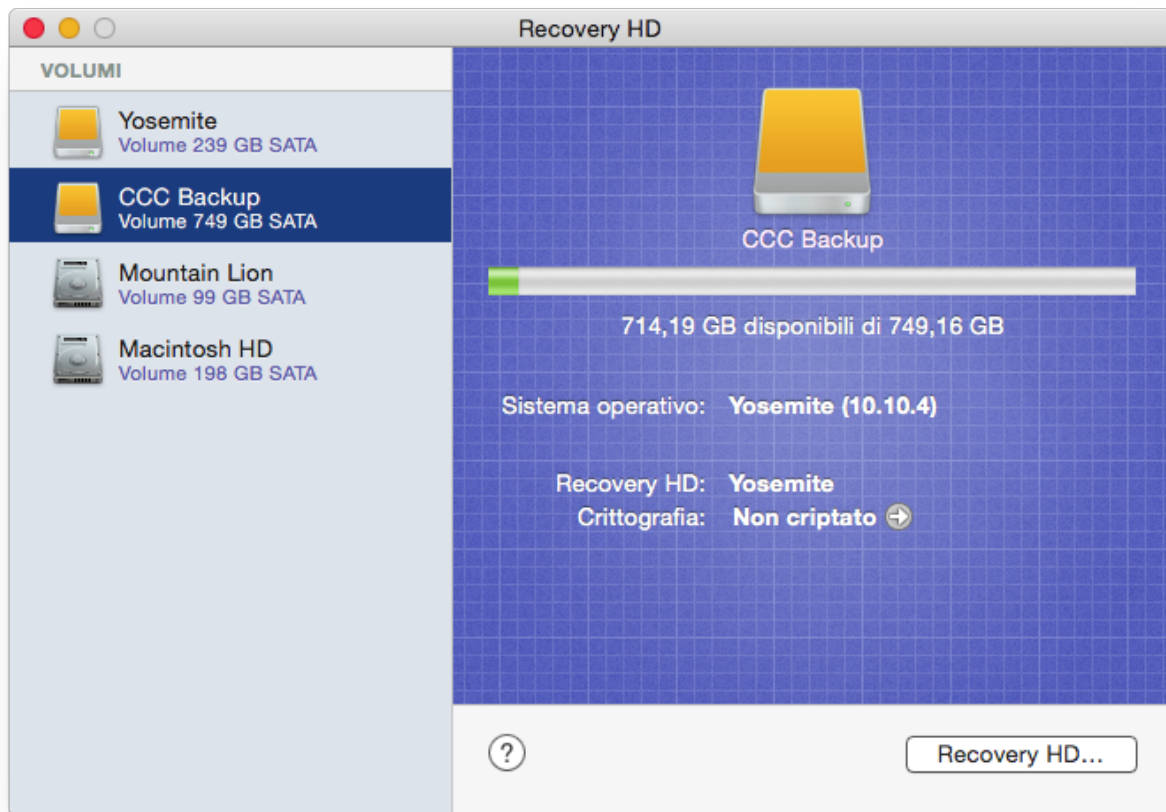 Recovery HD
VOLUMI
Yosemite
Volume 239 GB SATA
CCC Backup
Volume 749 GB SATA
Mountain Lion
Volume 99 GB SATA
Macintosh HD
Volume 198 GB SATA
CCC Backup
714,19 GB disponibili di 749,16 GB
Sistema operativo: Yosemite (10.10.4)
Recovery HD: Yosemite
Crittografia: Non criptato
?
Recovery HD...